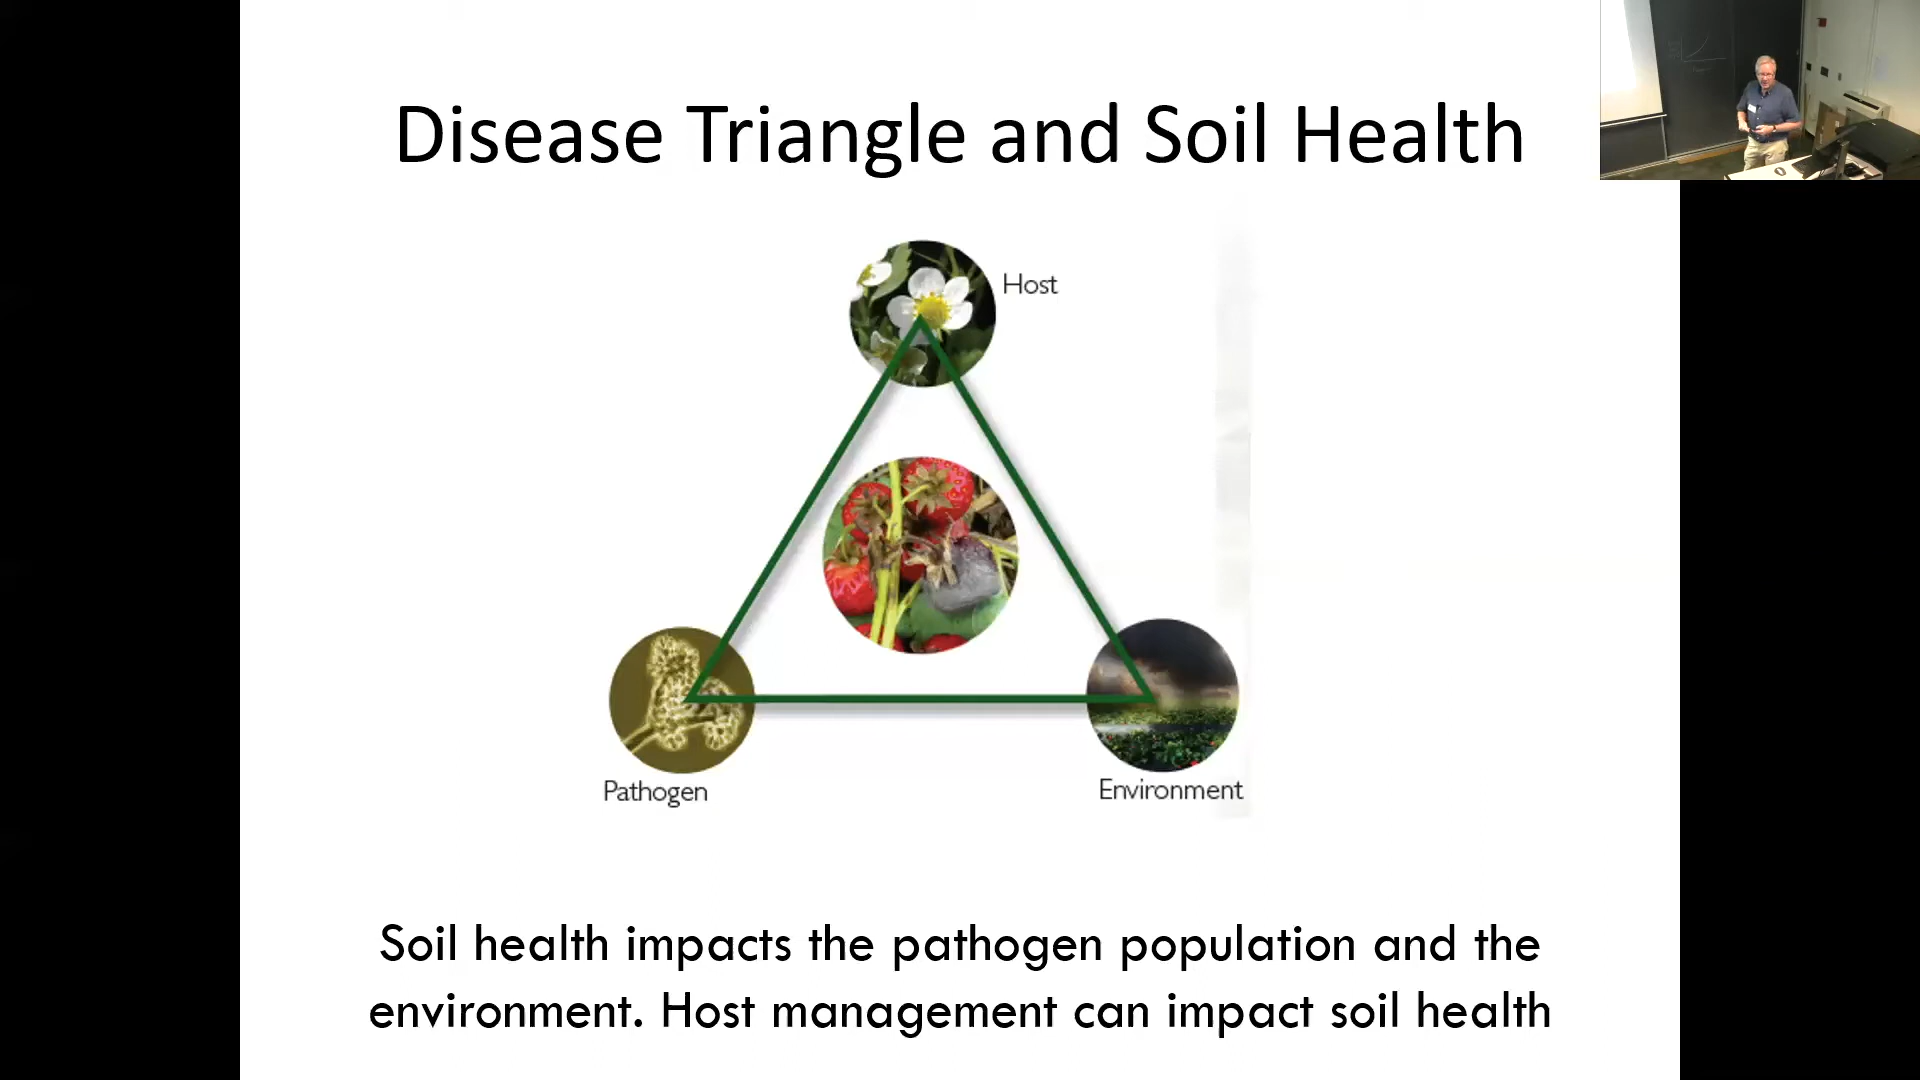 Disease Triangle and Soil Health
Host
Pathogen
Environment
Soil health impacts the pathogen population and the
environment. Host management can impact soil health